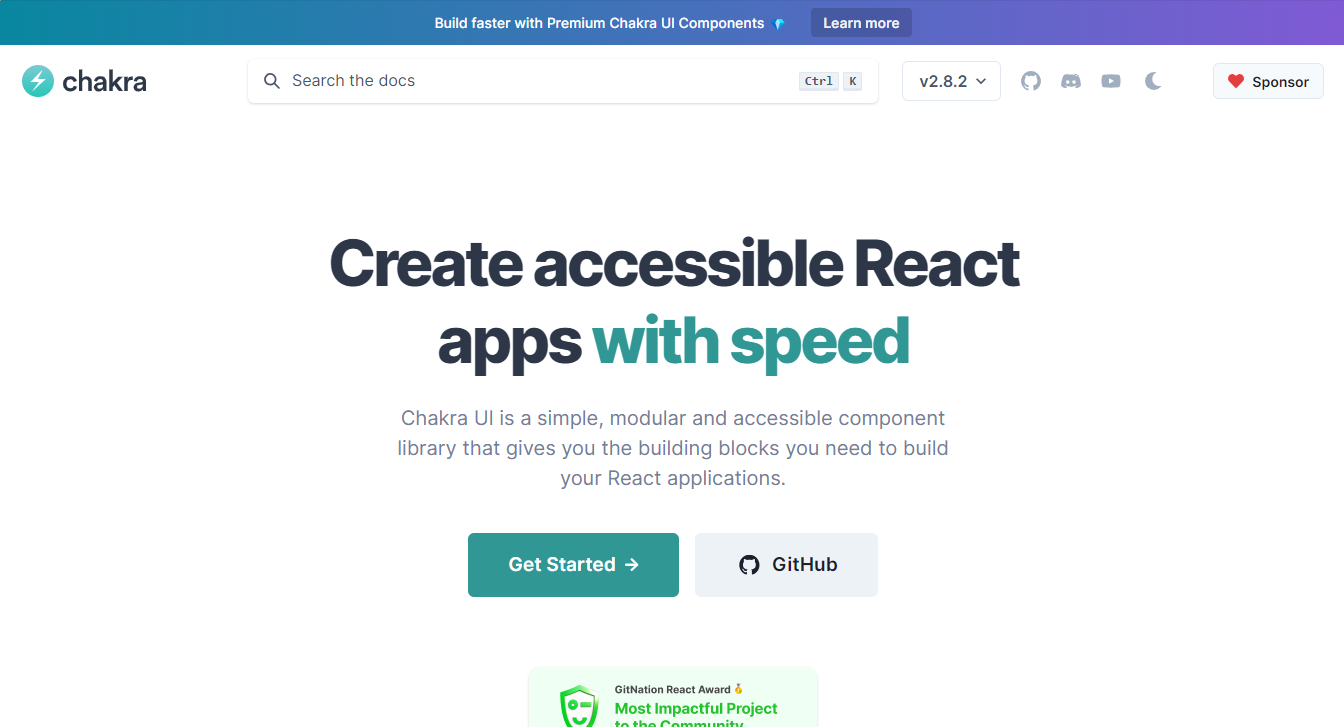 Build faster with Premium Chakra UI Components 💎 Learn more
chakra
Search the docs Ctrl K
v2.8.2
Sponsor
Create accessible React
apps with speed
Chakra UI is a simple, modular and accessible component
library that gives you the building blocks you need to build
your React applications.
Get Started →
GitHub
GitNation React Award 🏅
Most Impactful Project
to the Community